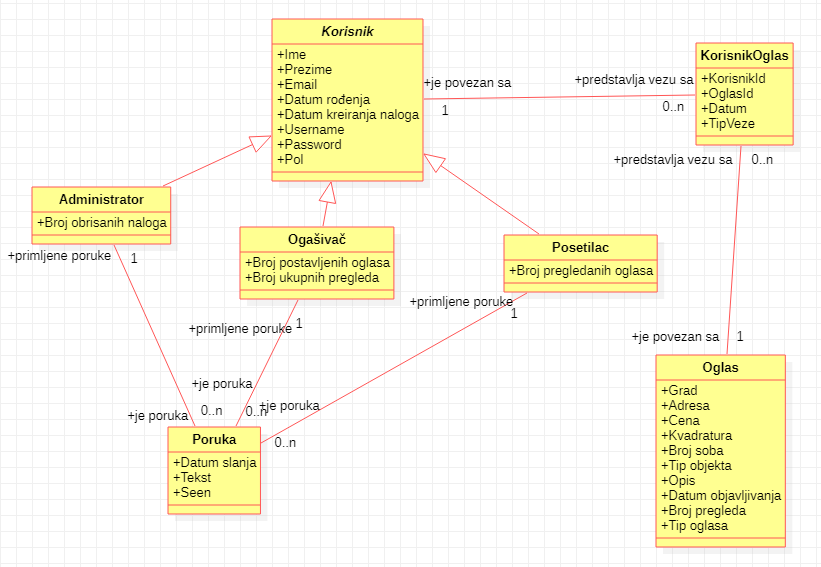 Korisnik
+Ime
+Prezime
+Email
+Datum rođenja
+Datum kreiranja naloga
+Username
+Password
+Pol
+je povezan sa
1
+predstavlja vezu sa
0..n
KorisnikOglas
+KorisnikId
+OglasId
+Datum
+TipVeze
+predstavlja vezu sa
0..n
Administrator
+Broj obrisanih naloga
+primljene poruke
1
Ogašivač
+Broj postavljenih oglasa
+Broj ukupnih pregleda
+primljene poruke
1
Posetilac
+Broj pregledanih oglasa
+primljene poruke
1
+je povezan sa
1
Oglas
+Grad
+Adresa
+Cena
+Kvadratura
+Broj soba
+Tip objekta
+Opis
+Datum objavljivanja
+Broj pregleda
+Tip oglasa
+je poruka
0..n
+je poruka
0..n
+je poruka
0..n
Poruka
+Datum slanja
+Tekst
+Seen